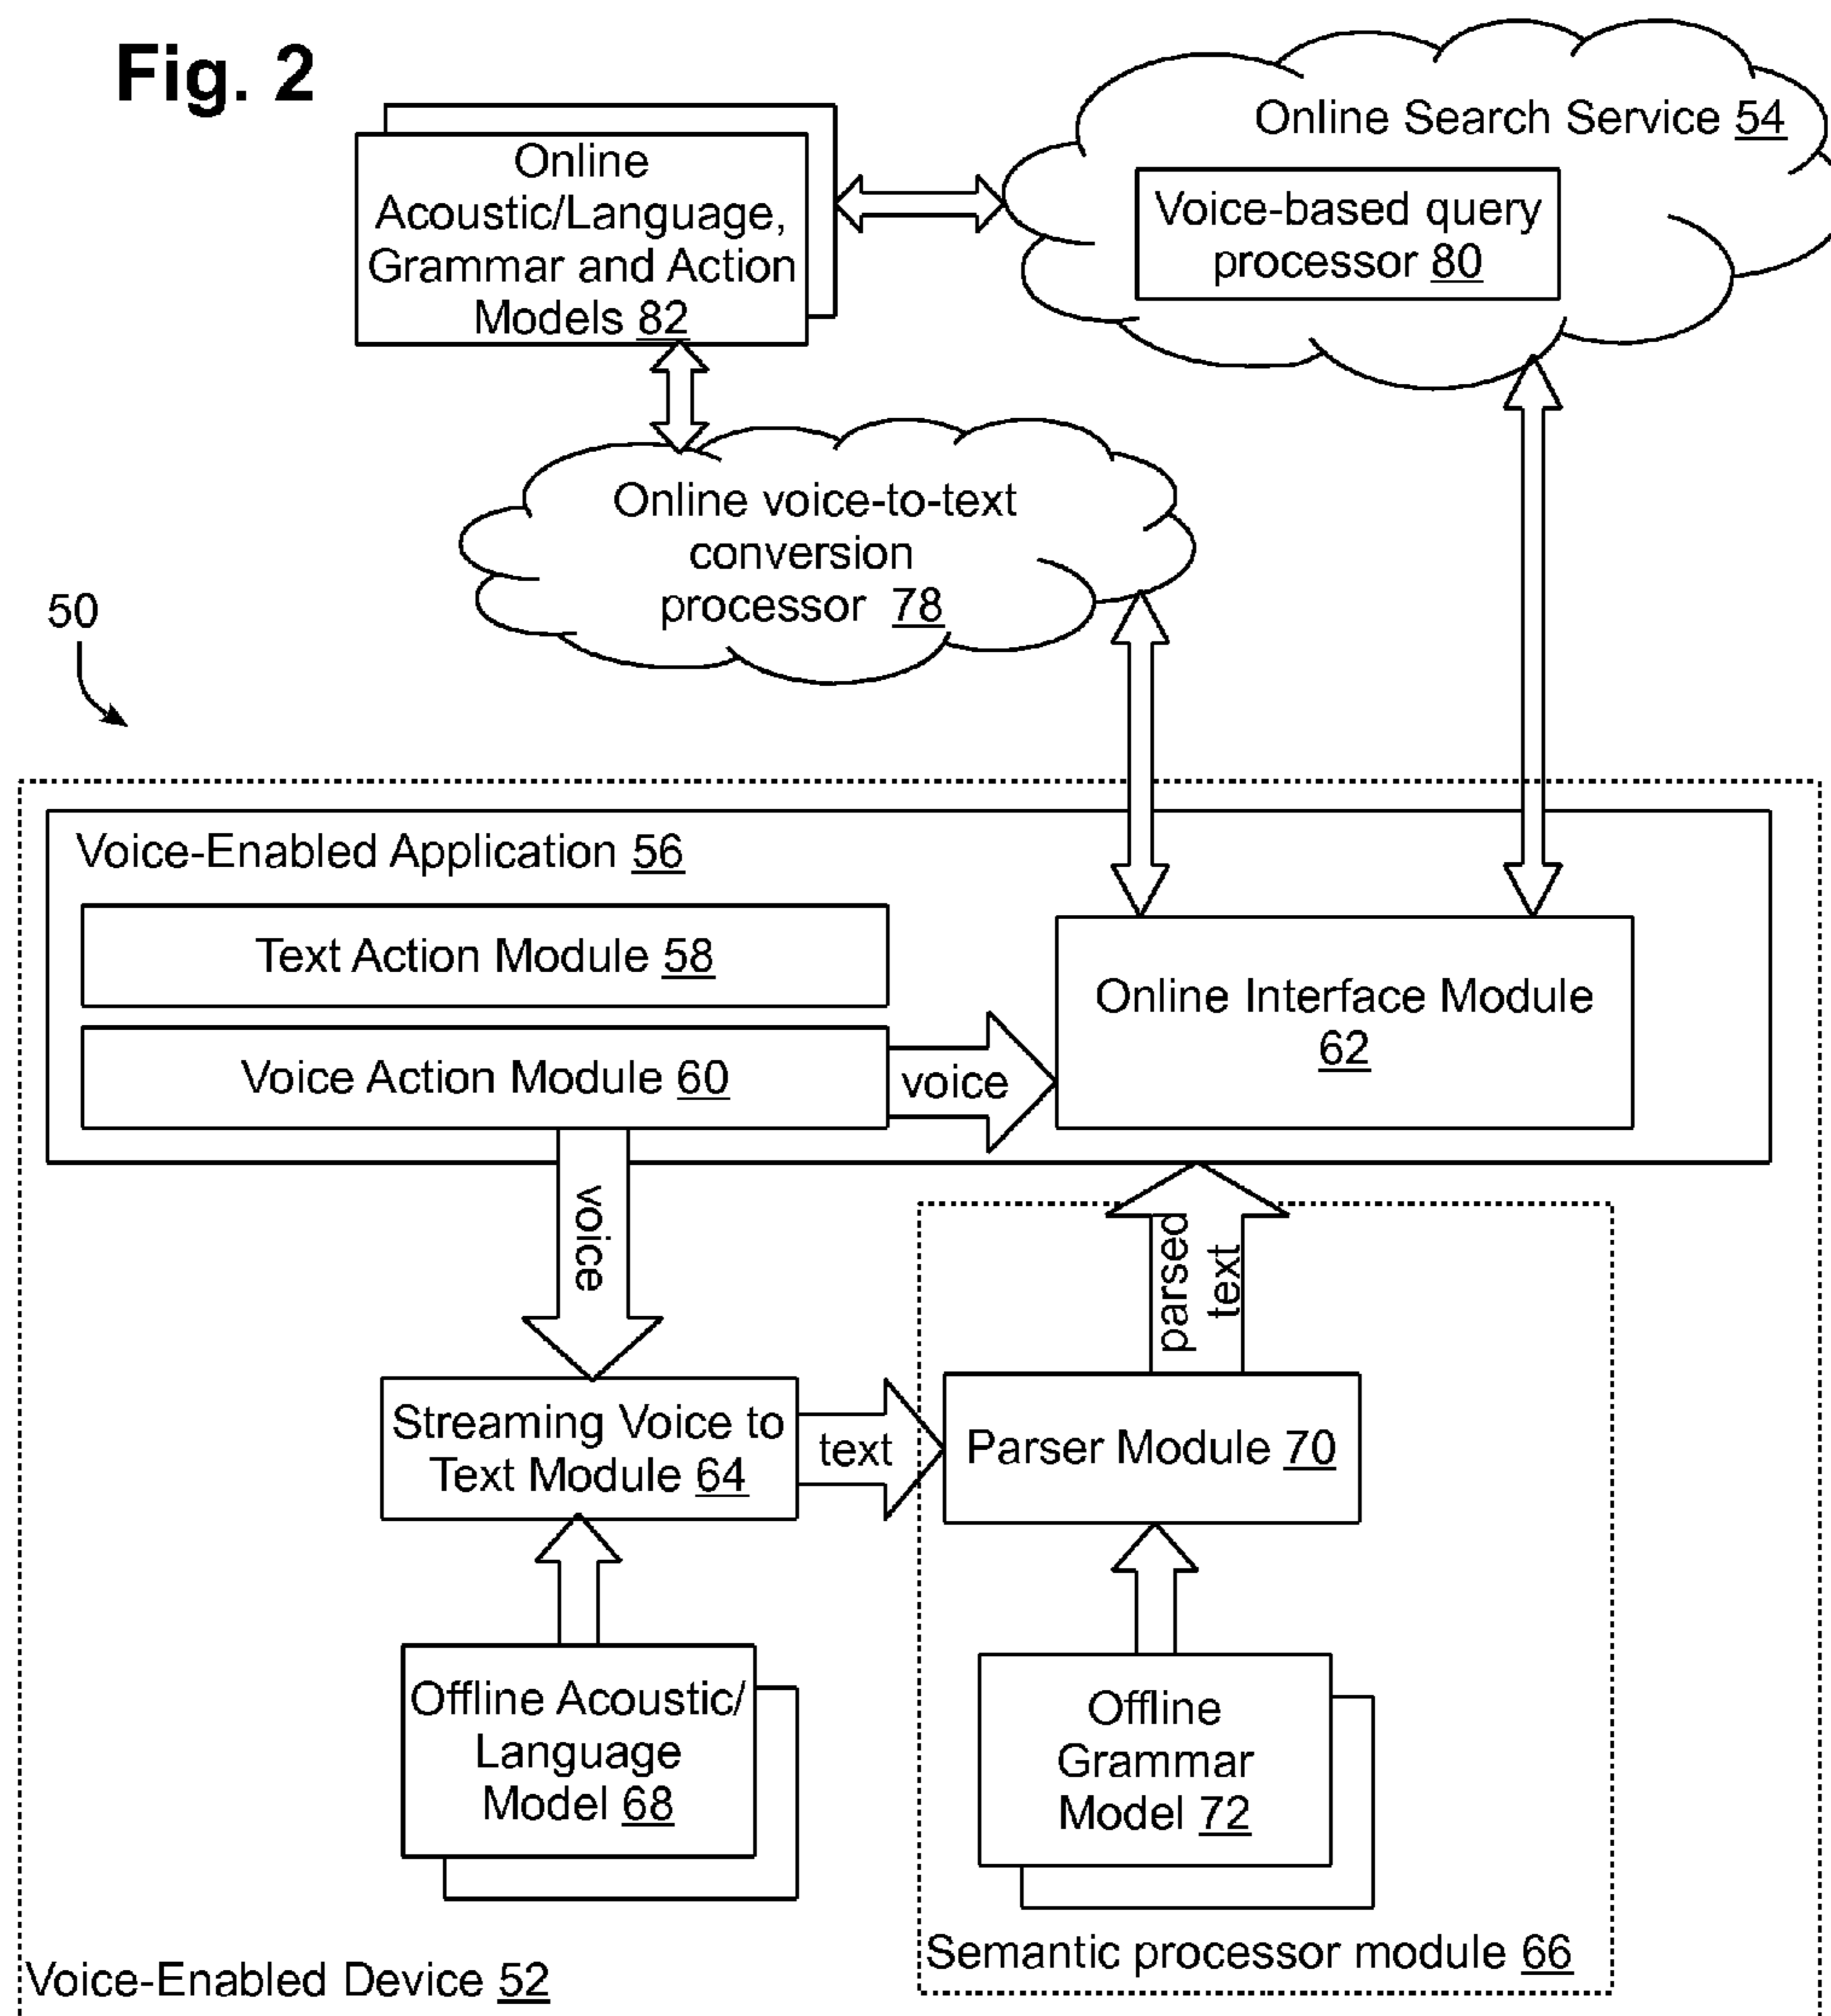 Fig. 2
Online Search Service 54
Voice-based query
processor 80
Online
Acoustic/Language,
Grammar and Action
Models 82
Online voice-to-text
conversion
processor 78
50
Voice-Enabled Application 56
Text Action Module 58
Voice Action Module 60
voice
Online Interface Module
62
voice
parsed
text
Streaming Voice to
Text Module 64
text
Parser Module 70
Offline Acoustic/
Language
Model 68
Offline
Grammar
Model 72
Semantic processor module 66
Voice-Enabled Device 52